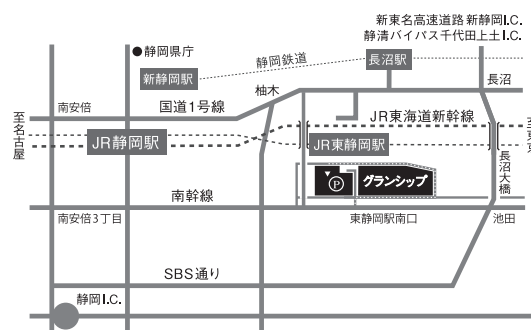 新東名高速道路 新静岡I.C.
静清バイパス千代田上土I.C.
●静岡県庁
静岡鉄道
長沼駅
新静岡駅
柚木
長沼
南安倍
国道1号線
JR東海道新幹線
至名古屋
JR静岡駅
JR東静岡駅
至東京
長沼大橋
P
グランシップ
南幹線
南安倍3丁目
東静岡駅南口
池田
SBS通り
静岡I.C.